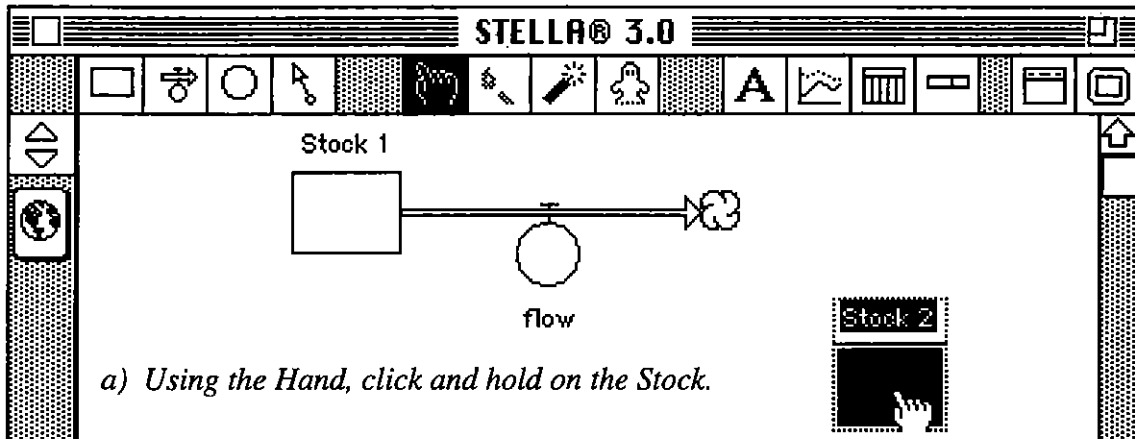 STELLA® 3.0
A
Stock 1
flow
Stock 2
a) Using the Hand, click and hold on the Stock.